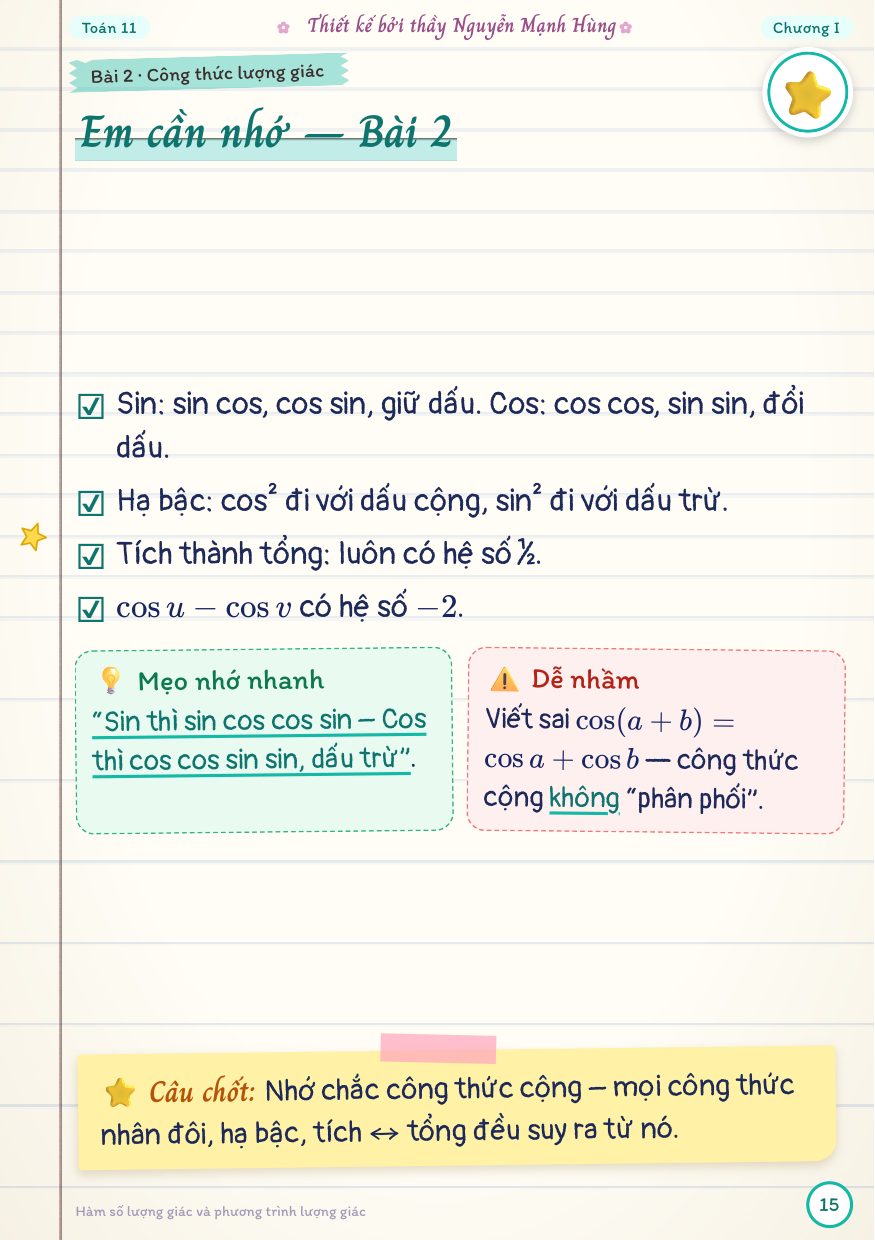 Toán 11
Thiết kế bởi thầy Nguyễn Mạnh Hùng
Chương I
Bài 2 · Công thức lượng giác
Em cần nhớ — Bài 2
Sin: sin cos, cos sin, giữ dấu. Cos: cos cos, sin sin, đổi
dấu.
Hạ bậc: cos² đi với dấu cộng, sin² đi với dấu trừ.
Tích thành tổng: luôn có hệ số ½.
cos u − cos v có hệ số −2.
Mẹo nhớ nhanh
“Sin thì sin cos cos sin – Cos
thì cos cos sin sin, dấu trừ”.
Dễ nhầm
Viết sai cos(a + b) =
cos a + cos b — công thức
cộng không “phân phối”.
Câu chốt: Nhớ chắc công thức cộng – mọi công thức
nhân đôi, hạ bậc, tích ↔ tổng đều suy ra từ nó.
Hàm số lượng giác và phương trình lượng giác
15